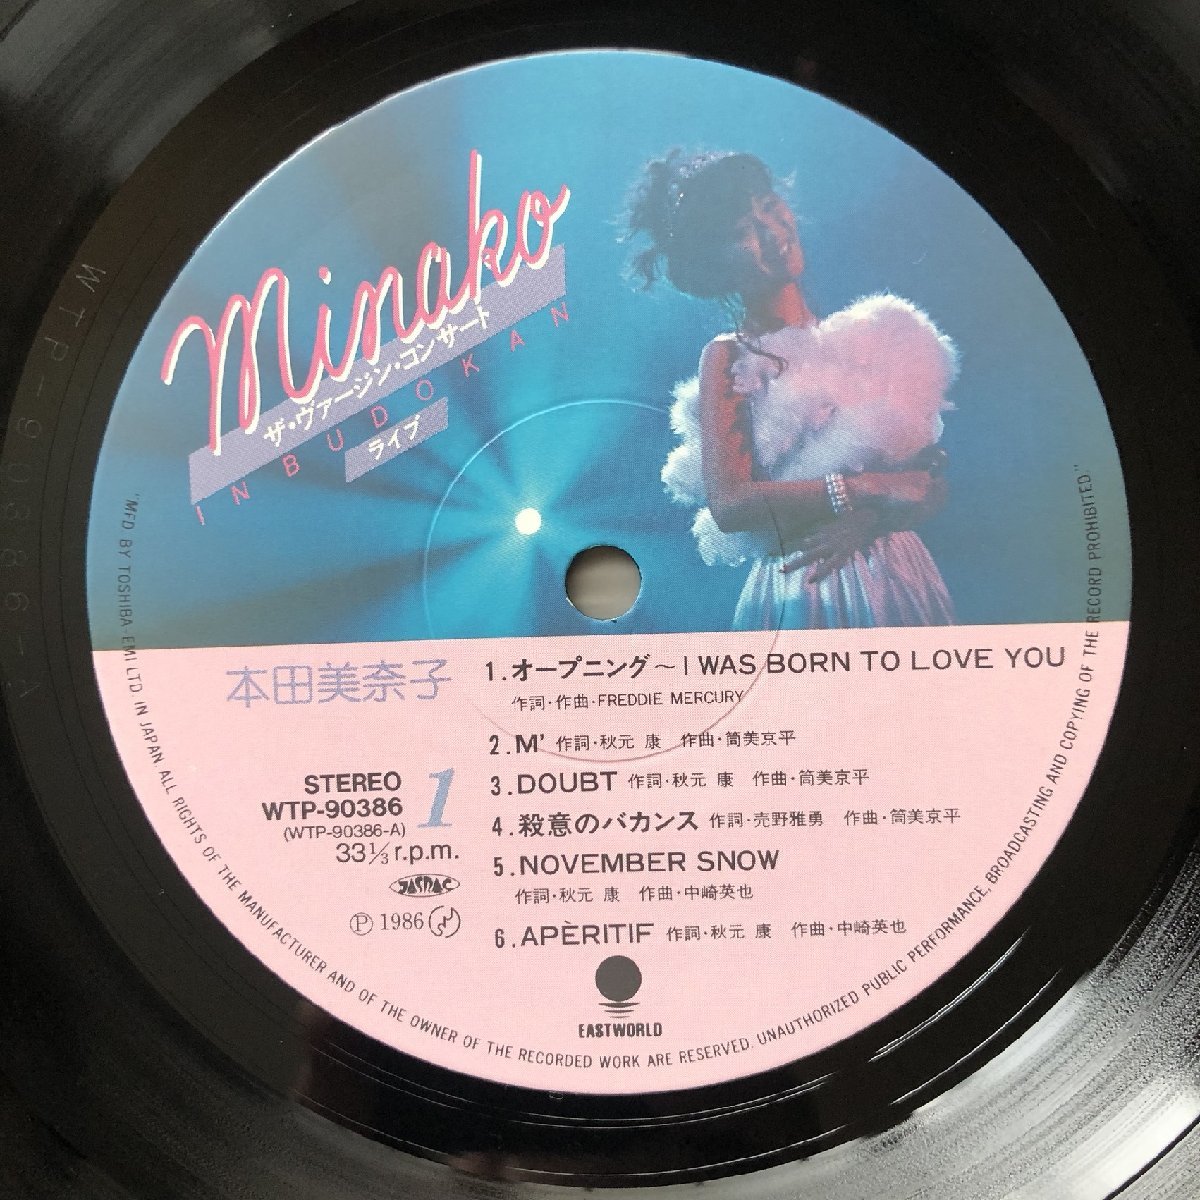 Minako
ザ・ヴァージン・コンサート
IN BUDOKAN
ライブ
本田美奈子
STEREO
WTP-90386
(WTP-90386-A)
33⅓ r.p.m.
1
JASRAC
Ⓟ 1986
1. オープニング～I WAS BORN TO LOVE YOU
作詞・作曲・FREDDIE MERCURY
2. M' 作詞・秋元 康 作曲・筒美京平
3. DOUBT 作詞・秋元 康 作曲・筒美京平
4. 殺意のバカンス 作詞・売野雅勇 作曲・筒美京平
5. NOVEMBER SNOW
作詞・秋元 康 作曲・中崎英也
6. APÈRITIF 作詞・秋元 康 作曲・中崎英也
EASTWORLD
"MFD BY TOSHIBA EMI LTD IN JAPAN ALL RIGHTS OF THE MANUFACTURER AND OF THE OWNER OF THE RECORDED WORK ARE RESERVED. UNAUTHORIZED PUBLIC PERFORMANCE, BROADCASTING AND COPYING OF THE RECORD PROHIBITED."
WTP-90386-A